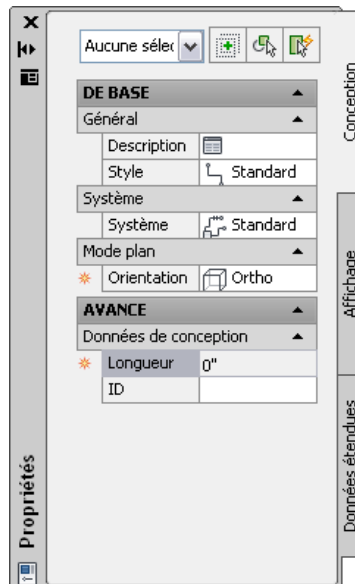 Aucune sélec
DE BASE
Général
Description
Style Standard
Système
Système Standard
Mode plan
Orientation Ortho
AVANCE
Données de conception
Longueur 0"
ID
Conception
Affichage
Données étendues
Propriétés